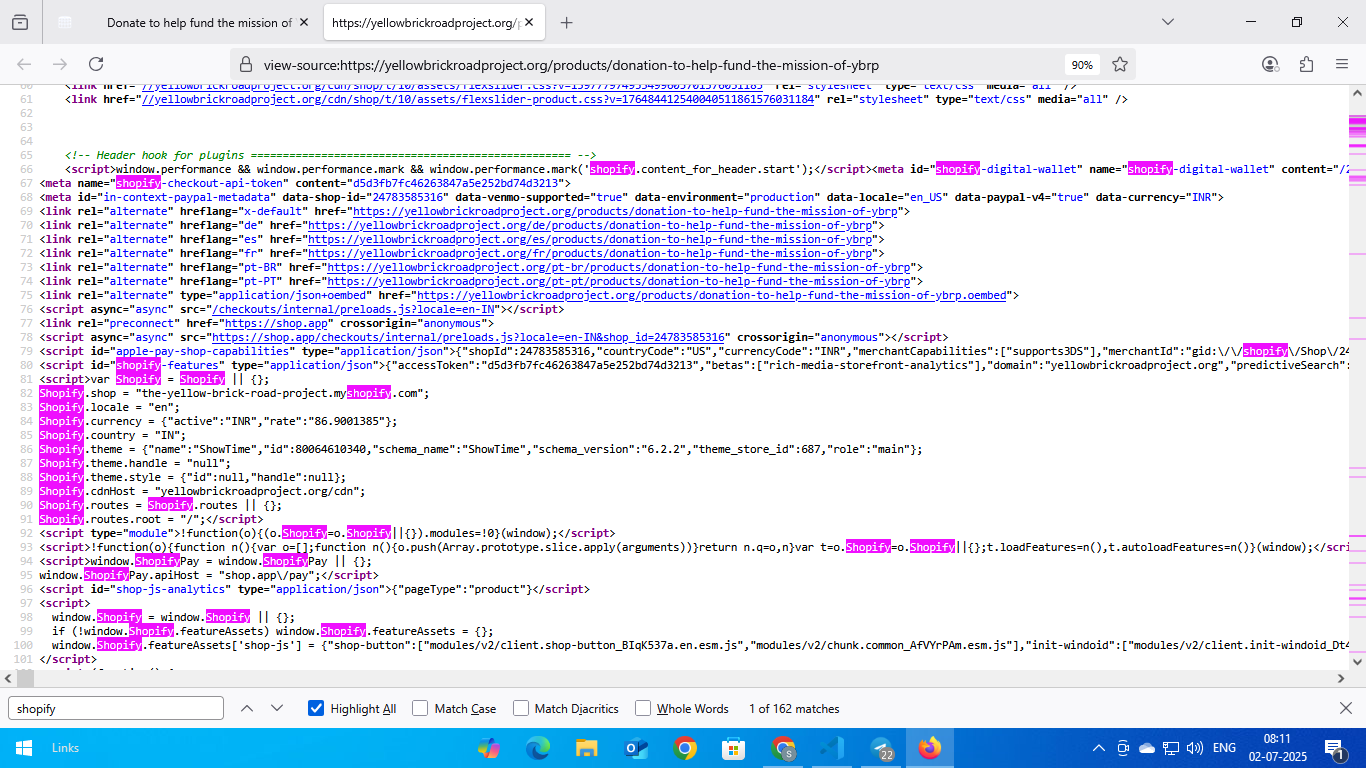 Donate to help fund the mission of
https://yellowbrickroadproject.org/p
view-source:https://yellowbrickroadproject.org/products/donation-to-help-fund-the-mission-of-ybrp
90%
61 <link href="//yellowbrickroadproject.org/cdn/shop/t/10/assets/flexslider-product.css?v=176484412540040511861576031184" rel="stylesheet" type="text/css" media="all" />
62
63
64
65 <!-- Header hook for plugins ================================================== -->
66 <script>window.performance && window.performance.mark && window.performance.mark('shopify.content_for_header.start');</script><meta id="shopify-digital-wallet" name="shopify-digital-wallet" content="/2
67 <meta name="shopify-checkout-api-token" content="d5d3fb7fc46263847a5e252bd74d3213">
68 <meta id="in-context-paypal-metadata" data-shop-id="24783585316" data-venmo-supported="true" data-environment="production" data-locale="en_US" data-paypal-v4="true" data-currency="INR">
69 <link rel="alternate" hreflang="x-default" href="https://yellowbrickroadproject.org/products/donation-to-help-fund-the-mission-of-ybrp">
70 <link rel="alternate" hreflang="de" href="https://yellowbrickroadproject.org/de/products/donation-to-help-fund-the-mission-of-ybrp">
71 <link rel="alternate" hreflang="es" href="https://yellowbrickroadproject.org/es/products/donation-to-help-fund-the-mission-of-ybrp">
72 <link rel="alternate" hreflang="fr" href="https://yellowbrickroadproject.org/fr/products/donation-to-help-fund-the-mission-of-ybrp">
73 <link rel="alternate" hreflang="pt-BR" href="https://yellowbrickroadproject.org/pt-br/products/donation-to-help-fund-the-mission-of-ybrp">
74 <link rel="alternate" hreflang="pt-PT" href="https://yellowbrickroadproject.org/pt-pt/products/donation-to-help-fund-the-mission-of-ybrp">
75 <link rel="alternate" type="application/json+oembed" href="https://yellowbrickroadproject.org/products/donation-to-help-fund-the-mission-of-ybrp.oembed">
76 <script async="async" src="/checkouts/internal/preloads.js?locale=en-IN"></script>
77 <link rel="preconnect" href="https://shop.app" crossorigin="anonymous">
78 <script async="async" src="https://shop.app/checkouts/internal/preloads.js?locale=en-IN&shop_id=24783585316" crossorigin="anonymous"></script>
79 <script id="apple-pay-shop-capabilities" type="application/json">{"shopId":24783585316,"countryCode":"US","currencyCode":"INR","merchantCapabilities":["supports3DS"],"merchantId":"gid:\/\/shopify\/Shop\/24
80 <script id="shopify-features" type="application/json">{"accessToken":"d5d3fb7fc46263847a5e252bd74d3213","betas":["rich-media-storefront-analytics"],"domain":"yellowbrickroadproject.org","predictiveSearch":
81 <script>var Shopify = Shopify || {};
82 Shopify.shop = "the-yellow-brick-road-project.myshopify.com";
83 Shopify.locale = "en";
84 Shopify.currency = {"active":"INR","rate":"86.9001385"};
85 Shopify.country = "IN";
86 Shopify.theme = {"name":"ShowTime","id":80064610340,"schema_name":"ShowTime","schema_version":"6.2.2","theme_store_id":687,"role":"main"};
87 Shopify.theme.handle = "null";
88 Shopify.theme.style = {"id":null,"handle":null};
89 Shopify.cdnHost = "yellowbrickroadproject.org/cdn";
90 Shopify.routes = Shopify.routes || {};
91 Shopify.routes.root = "/";</script>
92 <script type="module">!function(o){(o.Shopify=o.Shopify||{}).modules=!0}(window);</script>
93 <script>!function(o){function n(){var o=[];function n(){o.push(Array.prototype.slice.apply(arguments))}return n.q=o,n}var t=o.Shopify=o.Shopify||{};t.loadFeatures=n(),t.autoloadFeatures=n()}(window);</scri
94 <script>window.ShopifyPay = window.ShopifyPay || {};
95 window.ShopifyPay.apiHost = "shop.app\/pay";</script>
96 <script id="shop-js-analytics" type="application/json">{"pageType":"product"}</script>
97 <script>
98 window.Shopify = window.Shopify || {};
99 if (!window.Shopify.featureAssets) window.Shopify.featureAssets = {};
100 window.Shopify.featureAssets['shop-js'] = {"shop-button":["modules/v2/client.shop-button_BIqK537a.en.esm.js","modules/v2/chunk.common_AfVYrPAm.esm.js"],"init-windoid":["modules/v2/client.init-windoid_Dt4
101 </script>
shopify
Highlight All
Match Case
Match Diacritics
Whole Words
1 of 162 matches
Links
22
ENG
08:11
02-07-2025
1